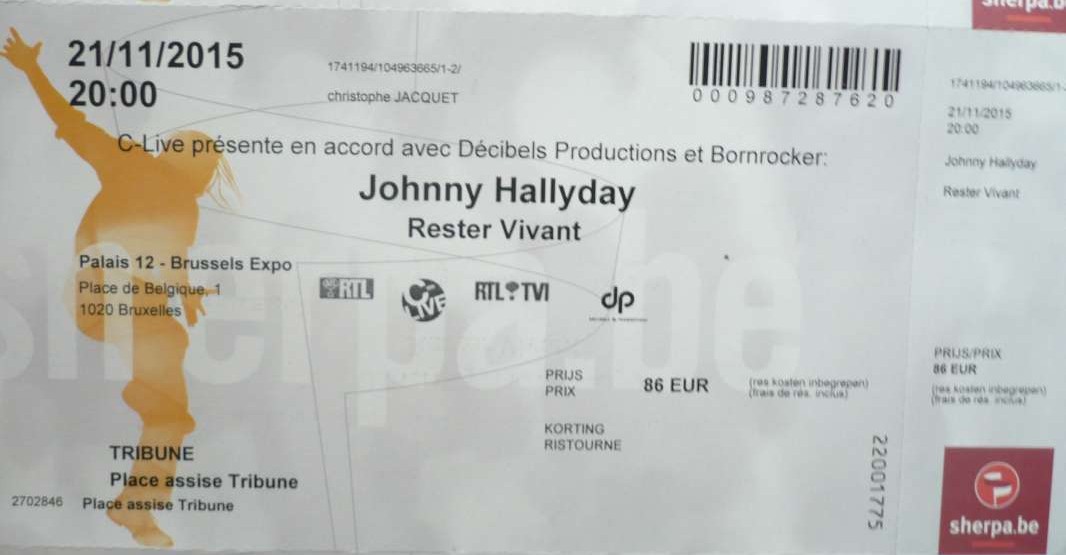 sherpa.b
21/11/2015
20:00
1741194/104963665/1-2/
christophe JACQUET
000987287620
C-Live présente en accord avec Décibels Productions et Bornrocker:
Johnny Hallyday
Rester Vivant
Palais 12 - Brussels Expo
Place de Belgique, 1
1020 Bruxelles
RTL
C LIVE
RTL TVI
dp
PRIJS
PRIX
86 EUR
(res kosten inbegrepen)
(frais de rés. inclus)
KORTING
RISTOURNE
TRIBUNE
Place assise Tribune
2702846 Place assise Tribune
22001775
sherpa.be
1741194/104963665/1-
21/11/2015
20:00
Johnny Hallyday
Rester Vivant
PRIJS/PRIX
86 EUR
(res kosten inbegrepen)
(frais de rés. inclus)
sherpa.be